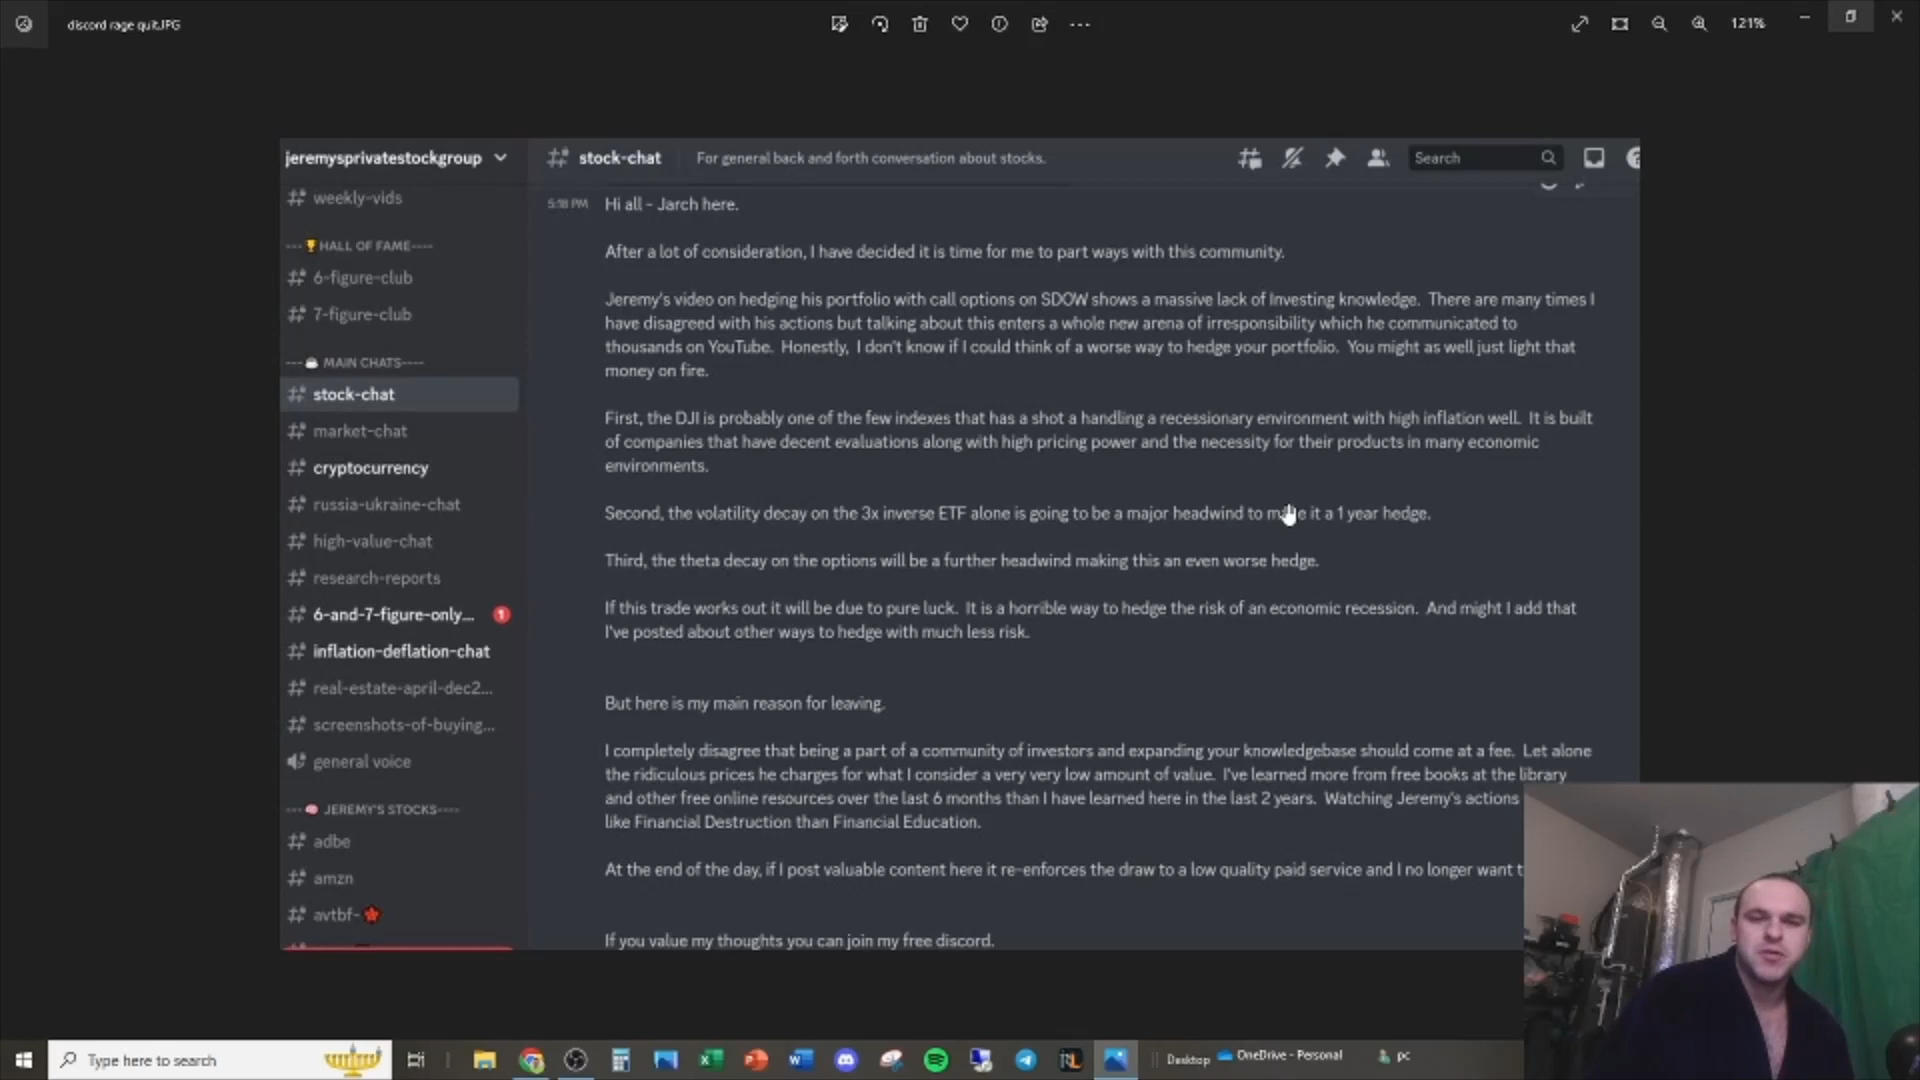 discord rage quit.JPG
121%
jeremysprivatestockgroup
stock-chat
For general back and forth conversation about stocks.
Search
weekly-vids
---🏆HALL OF FAME----
6-figure-club
7-figure-club
---☕ MAIN CHATS----
stock-chat
market-chat
cryptocurrency
russia-ukraine-chat
high-value-chat
research-reports
6-and-7-figure-only...
1
inflation-deflation-chat
real-estate-april-dec2...
screenshots-of-buying...
general voice
---🧠 JEREMY'S STOCKS----
adbe
amzn
avtbf-
5:18 PM
Hi all - Jarch here.
After a lot of consideration, I have decided it is time for me to part ways with this community.
Jeremy's video on hedging his portfolio with call options on SDOW shows a massive lack of Investing knowledge. There are many times I
have disagreed with his actions but talking about this enters a whole new arena of irresponsibility which he communicated to
thousands on YouTube. Honestly, I don't know if I could think of a worse way to hedge your portfolio. You might as well just light that
money on fire.
First, the DJI is probably one of the few indexes that has a shot a handling a recessionary environment with high inflation well. It is built
of companies that have decent evaluations along with high pricing power and the necessity for their products in many economic
environments.
Second, the volatility decay on the 3x inverse ETF alone is going to be a major headwind to make it a 1 year hedge.
Third, the theta decay on the options will be a further headwind making this an even worse hedge.
If this trade works out it will be due to pure luck. It is a horrible way to hedge the risk of an economic recession. And might I add that
I've posted about other ways to hedge with much less risk.
But here is my main reason for leaving.
I completely disagree that being a part of a community of investors and expanding your knowledgebase should come at a fee. Let alone
the ridiculous prices he charges for what I consider a very very low amount of value. I've learned more from free books at the library
and other free online resources over the last 6 months than I have learned here in the last 2 years. Watching Jeremy's actions
like Financial Destruction than Financial Education.
At the end of the day, if I post valuable content here it re-enforces the draw to a low quality paid service and I no longer want t
If you value my thoughts you can join my free discord.
Type here to search
Desktop
OneDrive - Personal
pc